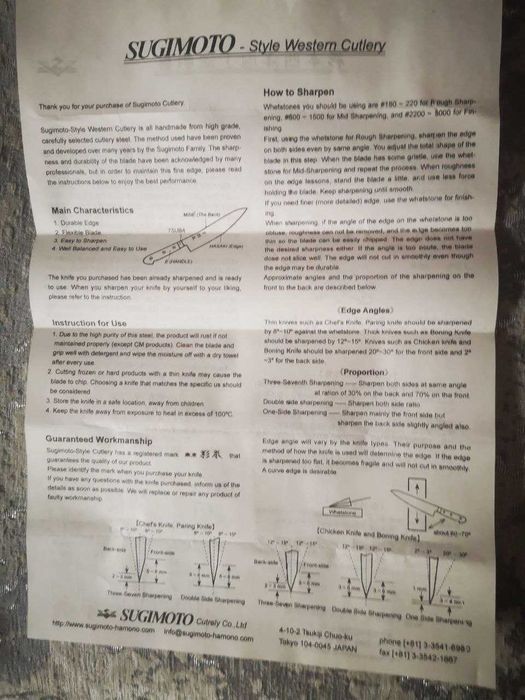 SUGIMOTO - Style Western Cutlery
Thank you for your purchase of Sugimoto Cutlery.
Sugimoto-Style Western Cutlery is all handmade from high grade,
carefully selected cutlery steel. The method used have been proven
and developed over many years by the Sugimoto Family. The sharp-
ness and durability of the blade have been acknowledged by many
professionals, but in order to maintain this fine edge, please read
the instructions below to enjoy the best performance.
Main Characteristics
1. Durable Edge
2. Flexible Blade
3. Easy to Sharpen
4. Well Balanced and Easy to Use
MINE (The Back)
TSUBA
HASAKI (Edge)
E (HANDLE)
The knife you purchased has been already sharpened and is ready
to use. When you sharpen your knife by yourself to your liking,
please refer to the instruction.
Instruction for Use
1. Due to the high purity of this steel, the product will rust if not
maintained properly (except CM products). Clean the blade and
grip well with detergent and wipe the moisture off with a dry towel
after every use.
2. Cutting frozen or hard products with a thin knife may cause the
blade to chip. Choosing a knife that matches the specific us should
be considered
3. Store the knife in a safe location, away from children
4. Keep the knife away from exposure to heat in excess of 100°C.
Guaranteed Workmanship
Sugimoto-Style Cutlery has a registered mark that
guarantees the quality of our product.
Please identify the mark when you purchase your knife
If you have any questions with the knife purchased, inform us of the
details as soon as possible. We will replace or repair any product of
faulty workmanship.
How to Sharpen
Whetstones you should be using are #180 ~ 220 for Rough Sharp-
ening, #600 ~ 1500 for Mid Sharpening, and #2200 ~ 8000 for Fin-
ishing
First, using the whetstone for Rough Sharpening, sharpen the edge
on both sides even by same angle. You adjust the total shape of the
blade in this step. When the blade has some gristle, use the whet-
stone for Mid-Sharpening and repeat the process. When roughness
on the edge lessons, stand the blade a little, and use less force
holding the blade. Keep sharpening until smooth.
If you need finer (more detailed) edge, use the whetstone for finish-
ing.
When sharpening, if the angle of the edge on the whetstone is too
obtuse, roughness can not be removed, and the edge becomes too
thin so the blade can be easily chipped. The edge does not have
the desired sharpness either. If the angle is too acute, the blade
dose not slice well. The edge will not cut in smoothly even though
the edge may be durable.
Approximate angles and the proportion of the sharpening on the
front to the back are described below.
(Edge Angles)
Thin knives such as Chef's Knife, Paring knife should be sharpened
by 8°~10° against the whetstone. Thick knives such as Boning Knife
should be sharpened by 12°~15°. Knives such as Chicken knife and
Boning Knife should be sharpened 20°~30° for the front side and 2°
~3° for the back side.
(Proportion)
Three-Seventh Sharpening — Sharpen both sides at same angle
at ration of 30% on the back and 70% on the front
Double side sharpening — Sharpen both side ratio
One-Side Sharpening — Sharpen mainly the front side but
sharpen the back side slightly angled also.
Edge angle will vary by the knife types. Their purpose and the
method of how the knife is used will determine the edge. If the edge
is sharpened too flat, it becomes fragile and will not cut in smoothly.
A curve edge is desirable.
Whetstone
[Chef's Knife, Paring Knife]
Back-side
Front-side
Three-Seven Sharpening Double Side Sharpening
[Chicken Knife and Boning Knife]
Back-side
Front-side
Three-Seven Sharpening Double Side Sharpening One Side Sharpening
SUGIMOTO Cutrely Co.,Ltd
http://www.sugimoto-hamono.com info@sugimoto-hamono.com
4-10-2 Tsukiji Chuo-ku
Tokyo 104-0045 JAPAN
phone [+81] 3-3541-6980
fax [+81] 3-3542-1867